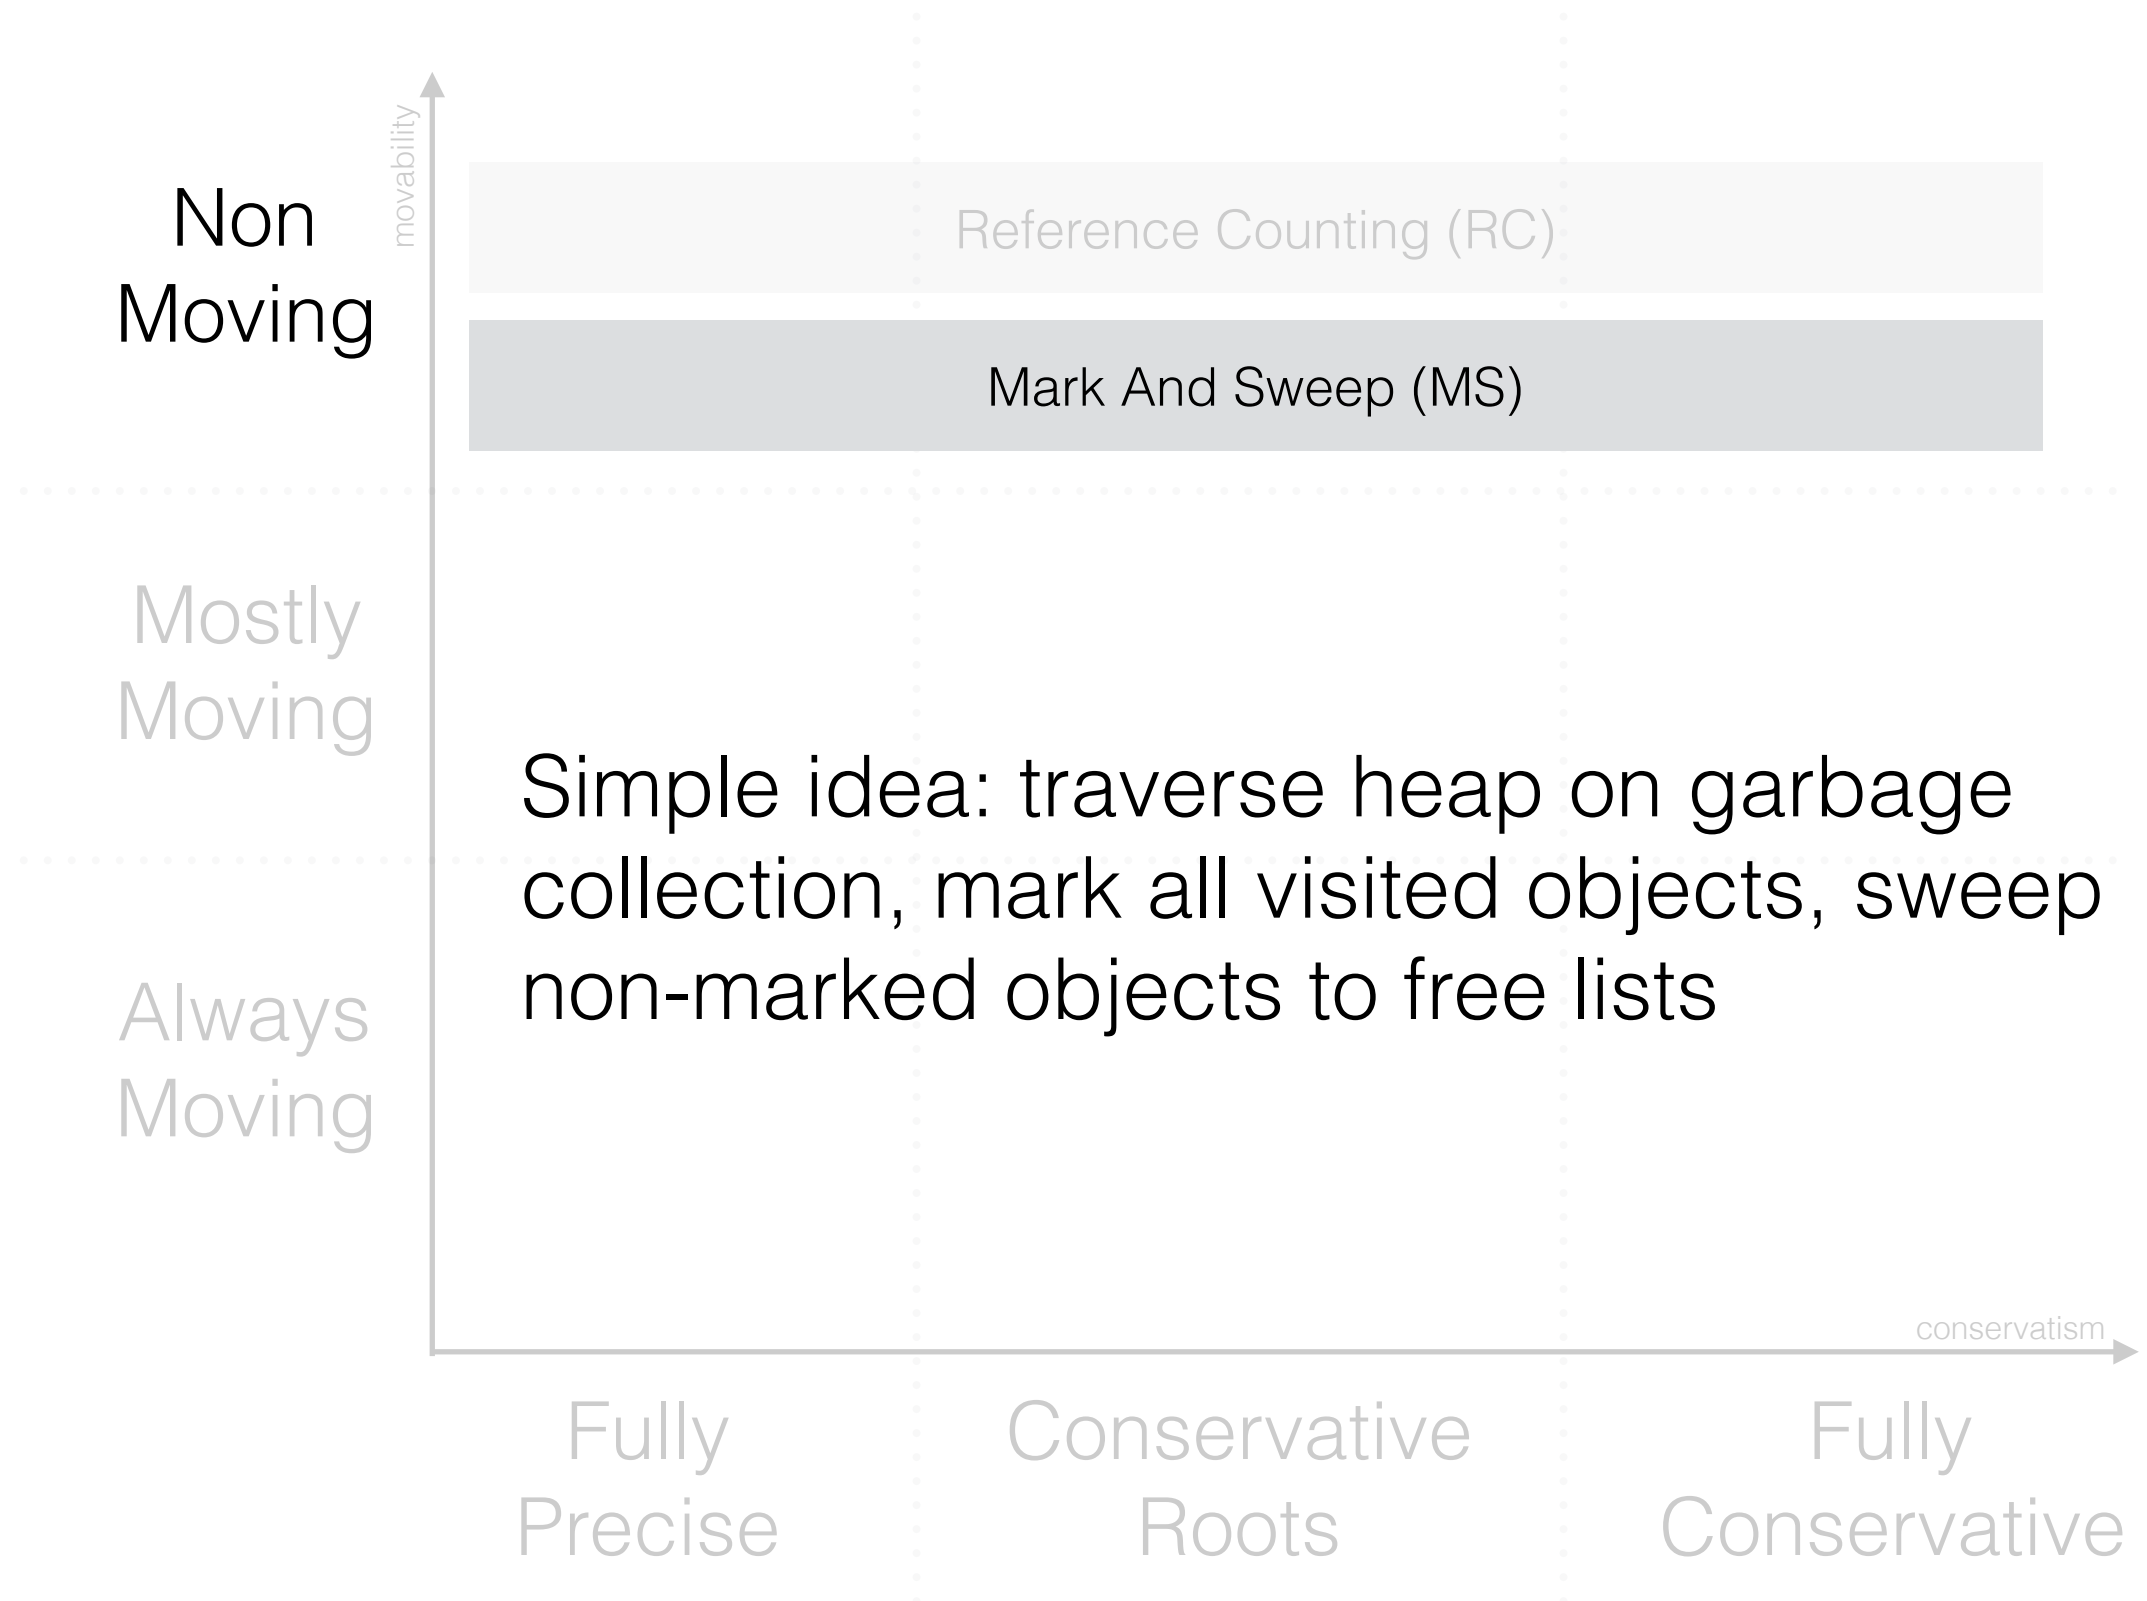 movability
Non
Moving
Reference Counting (RC)
Mark And Sweep (MS)
Mostly
Moving
Simple idea: traverse heap on garbage
collection, mark all visited objects, sweep
non-marked objects to free lists
Always
Moving
conservatism
Fully
Precise
Conservative
Roots
Fully
Conservative